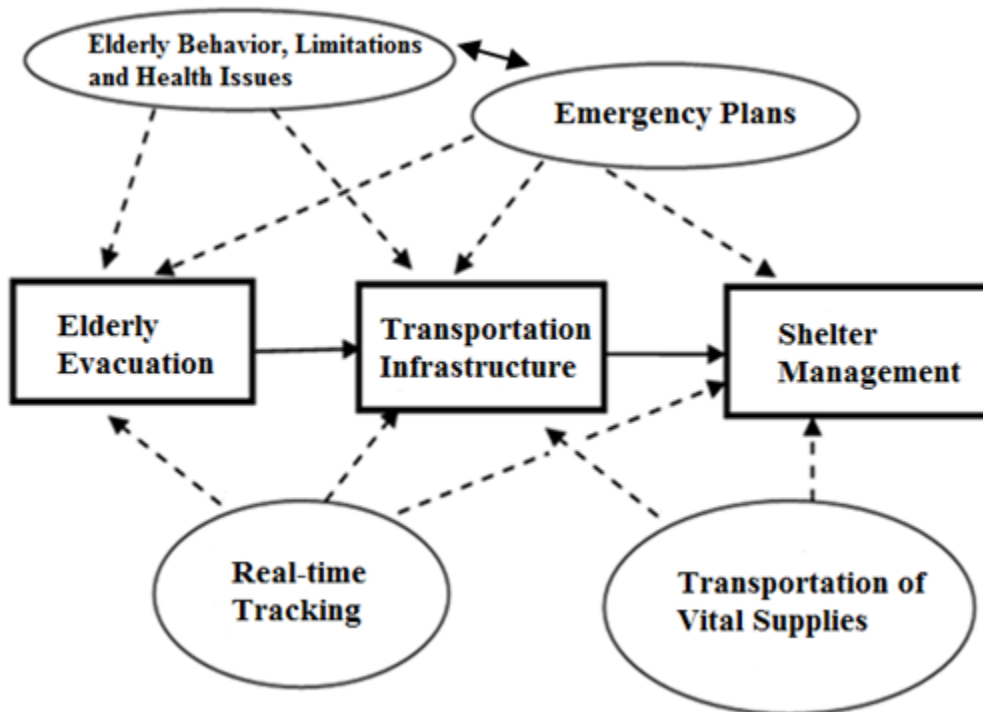 Elderly Behavior, Limitations
and Health Issues
Emergency Plans
Elderly
Evacuation
Transportation
Infrastructure
Shelter
Management
Real-time
Tracking
Transportation of
Vital Supplies